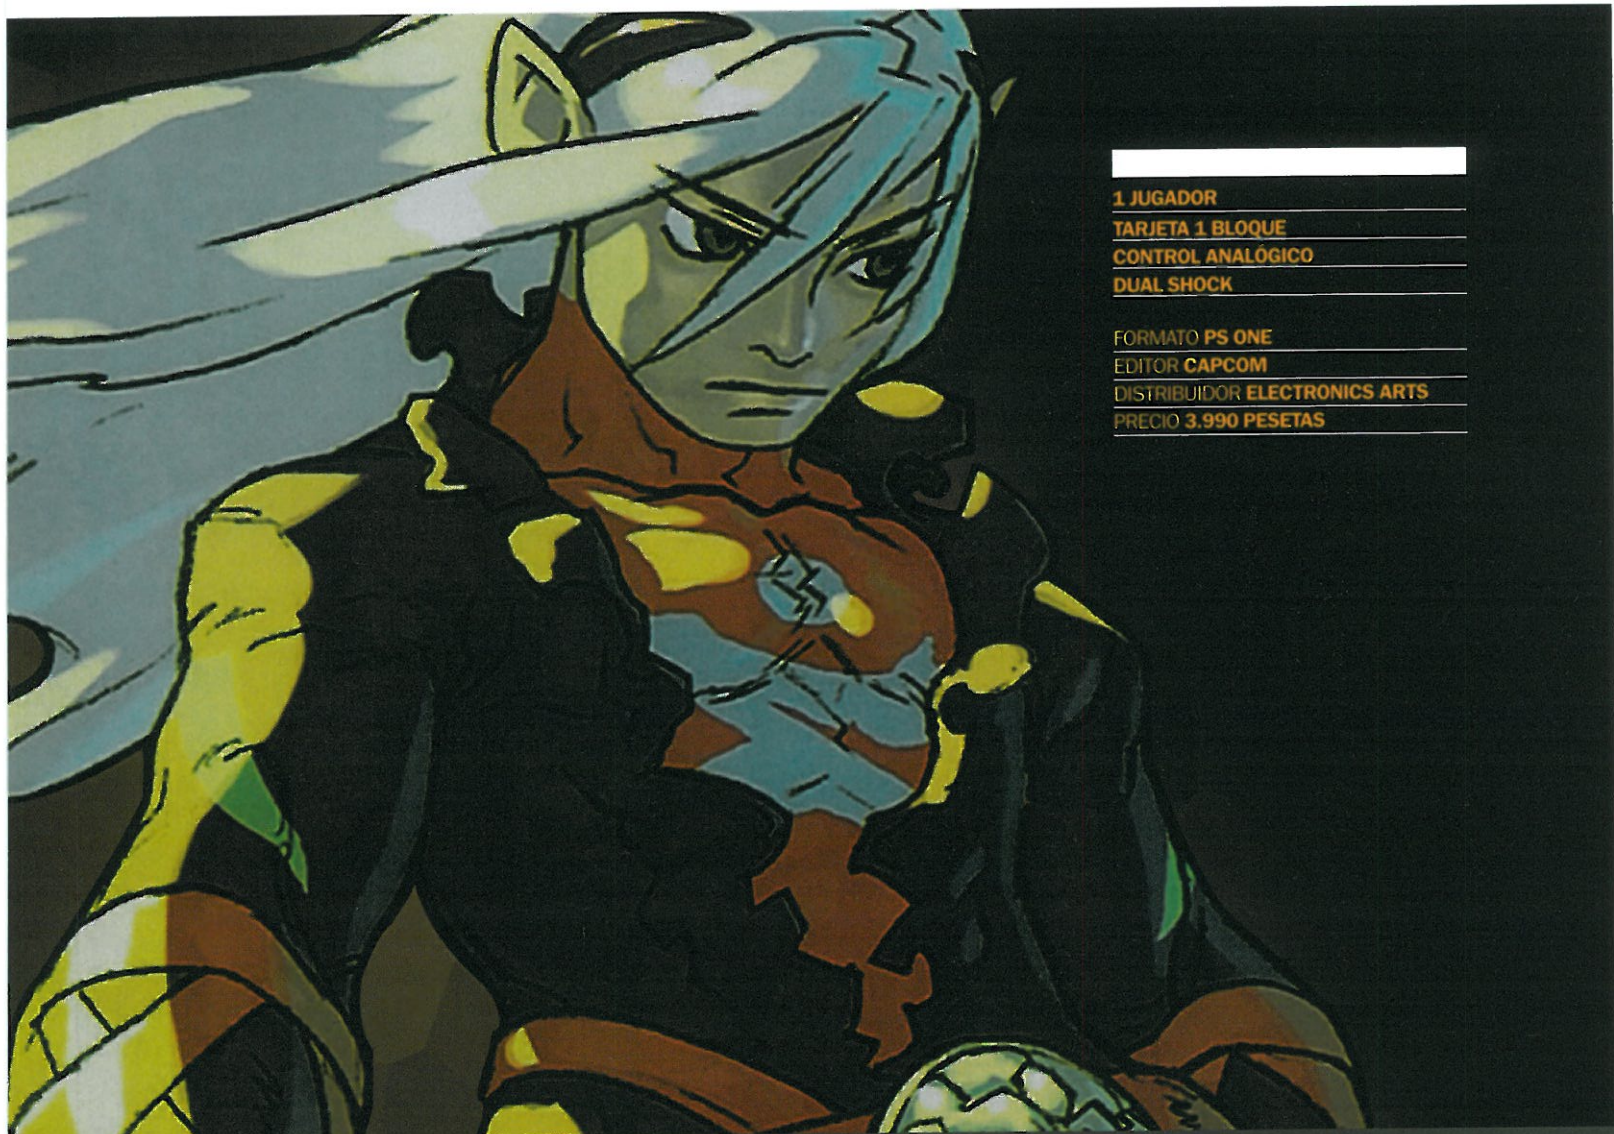 1 JUGADOR
TARJETA 1 BLOQUE
CONTROL ANALÓGICO
DUAL SHOCK
FORMATO PS ONE
EDITOR CAPCOM
DISTRIBUIDOR ELECTRONICS ARTS
PRECIO 3.990 PESETAS